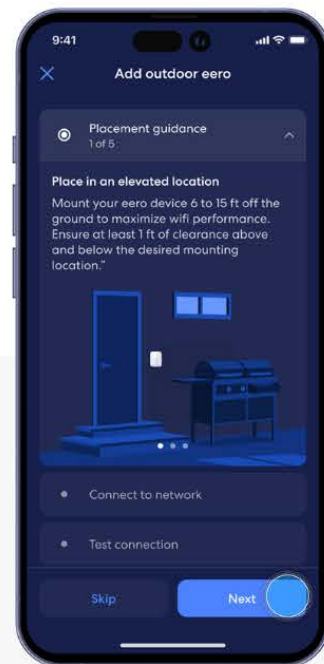 9:41
Add outdoor eero
Placement guidance
1 of 5
Place in an elevated location
Mount your eero device 6 to 15 ft off the
ground to maximize wifi performance.
Ensure at least 1 ft of clearance above
and below the desired mounting
location."
Connect to network
Test connection
Skip
Next